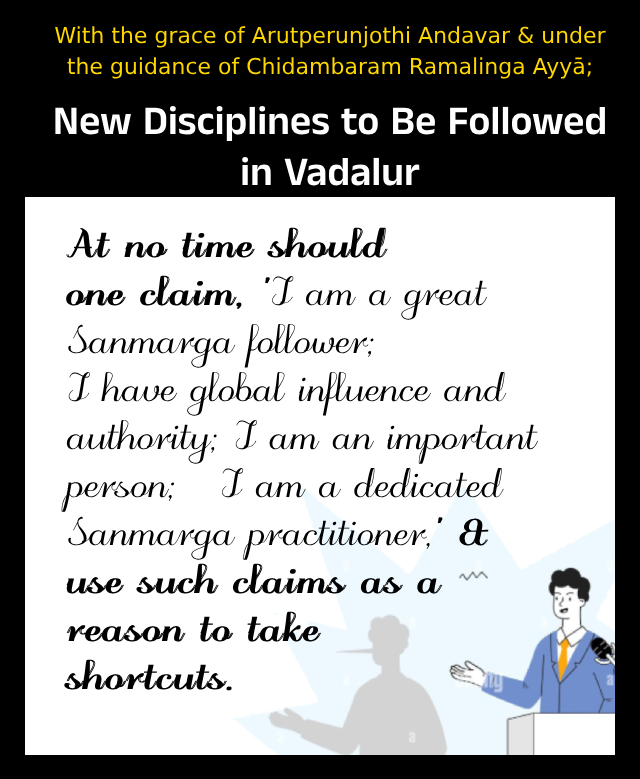 With the grace of Arutperunjothi Andavar & under
the guidance of Chidambaram Ramalinga Ayyā;
New Disciplines to Be Followed
in Vadalur
At no time should
one claim, 'I am a great
Sanmarga follower;
I have global influence and
authority; I am an important
person; I am a dedicated
Sanmarga practitioner,' &
use such claims as a
reason to take
shortcuts.